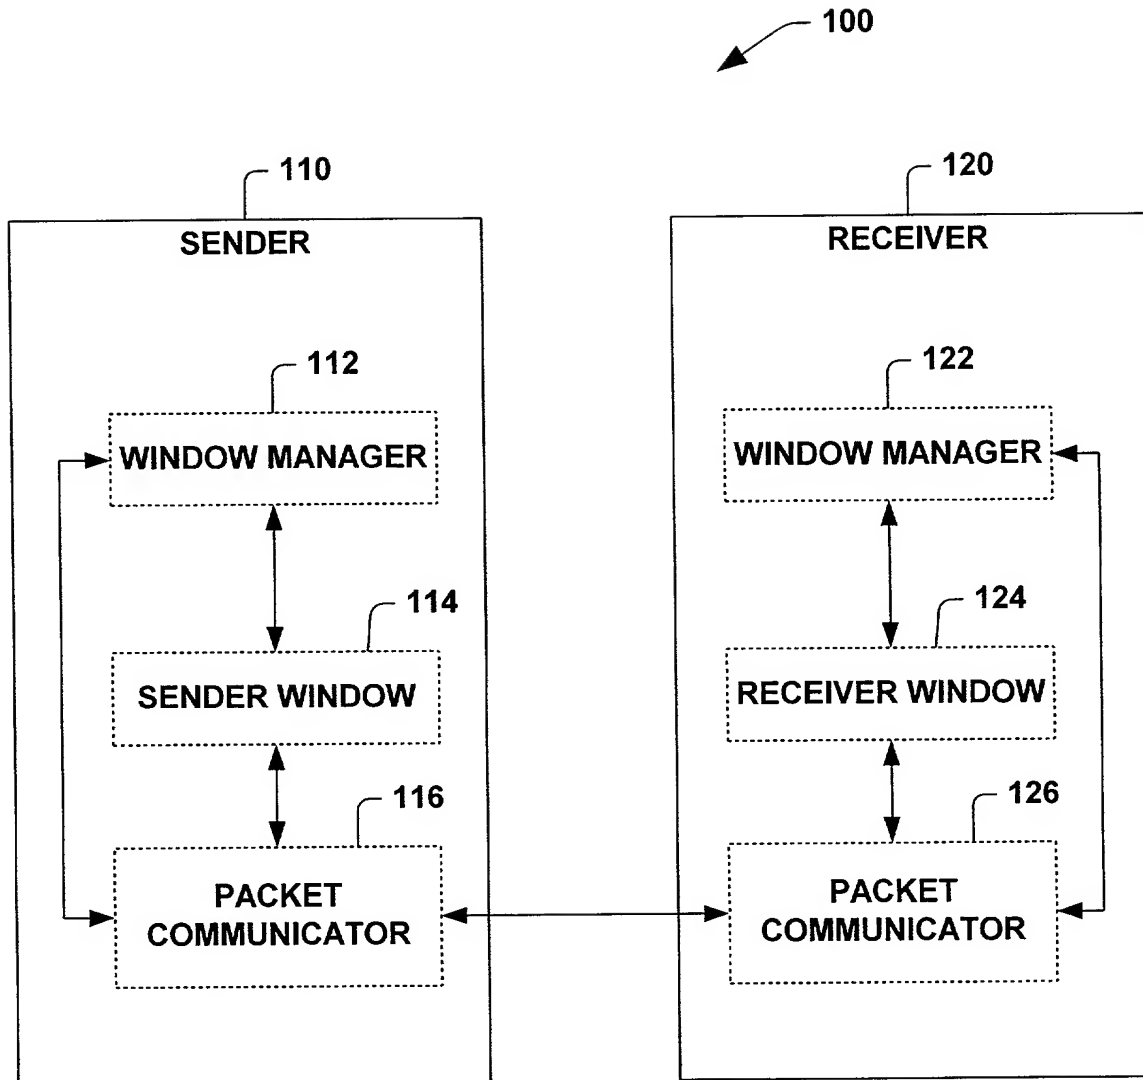 100
110
SENDER
112
WINDOW MANAGER
114
SENDER WINDOW
116
PACKET
COMMUNICATOR
120
RECEIVER
122
WINDOW MANAGER
124
RECEIVER WINDOW
126
PACKET
COMMUNICATOR